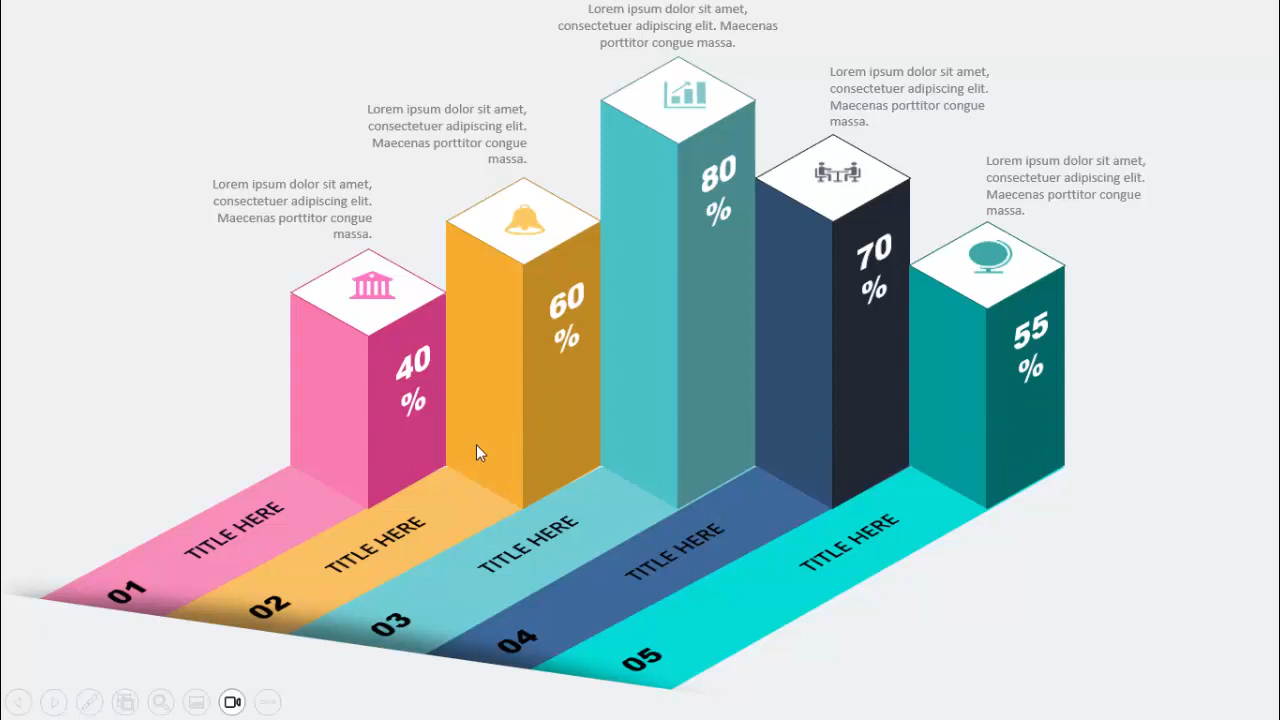 Lorem ipsum dolor sit amet,
consectetuer adipiscing elit. Maecenas
porttitor congue massa.
Lorem ipsum dolor sit amet,
consectetuer adipiscing elit.
Maecenas porttitor congue
massa.
Lorem ipsum dolor sit amet,
consectetuer adipiscing elit.
Maecenas porttitor congue
massa.
Lorem ipsum dolor sit amet,
consectetuer adipiscing elit.
Maecenas porttitor congue
massa.
Lorem ipsum dolor sit amet,
consectetuer adipiscing elit.
Maecenas porttitor congue
massa.
40
%
60
%
80
%
70
%
55
%
TITLE HERE
TITLE HERE
TITLE HERE
TITLE HERE
TITLE HERE
01
02
03
04
05